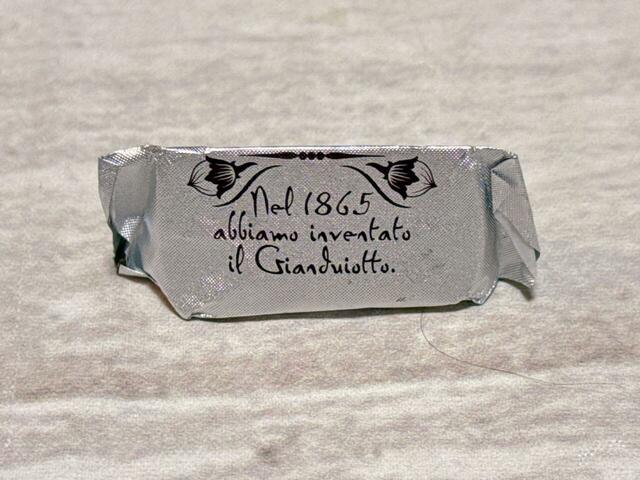 Nel 1865
abbiamo inventato
il Gianduiotto.